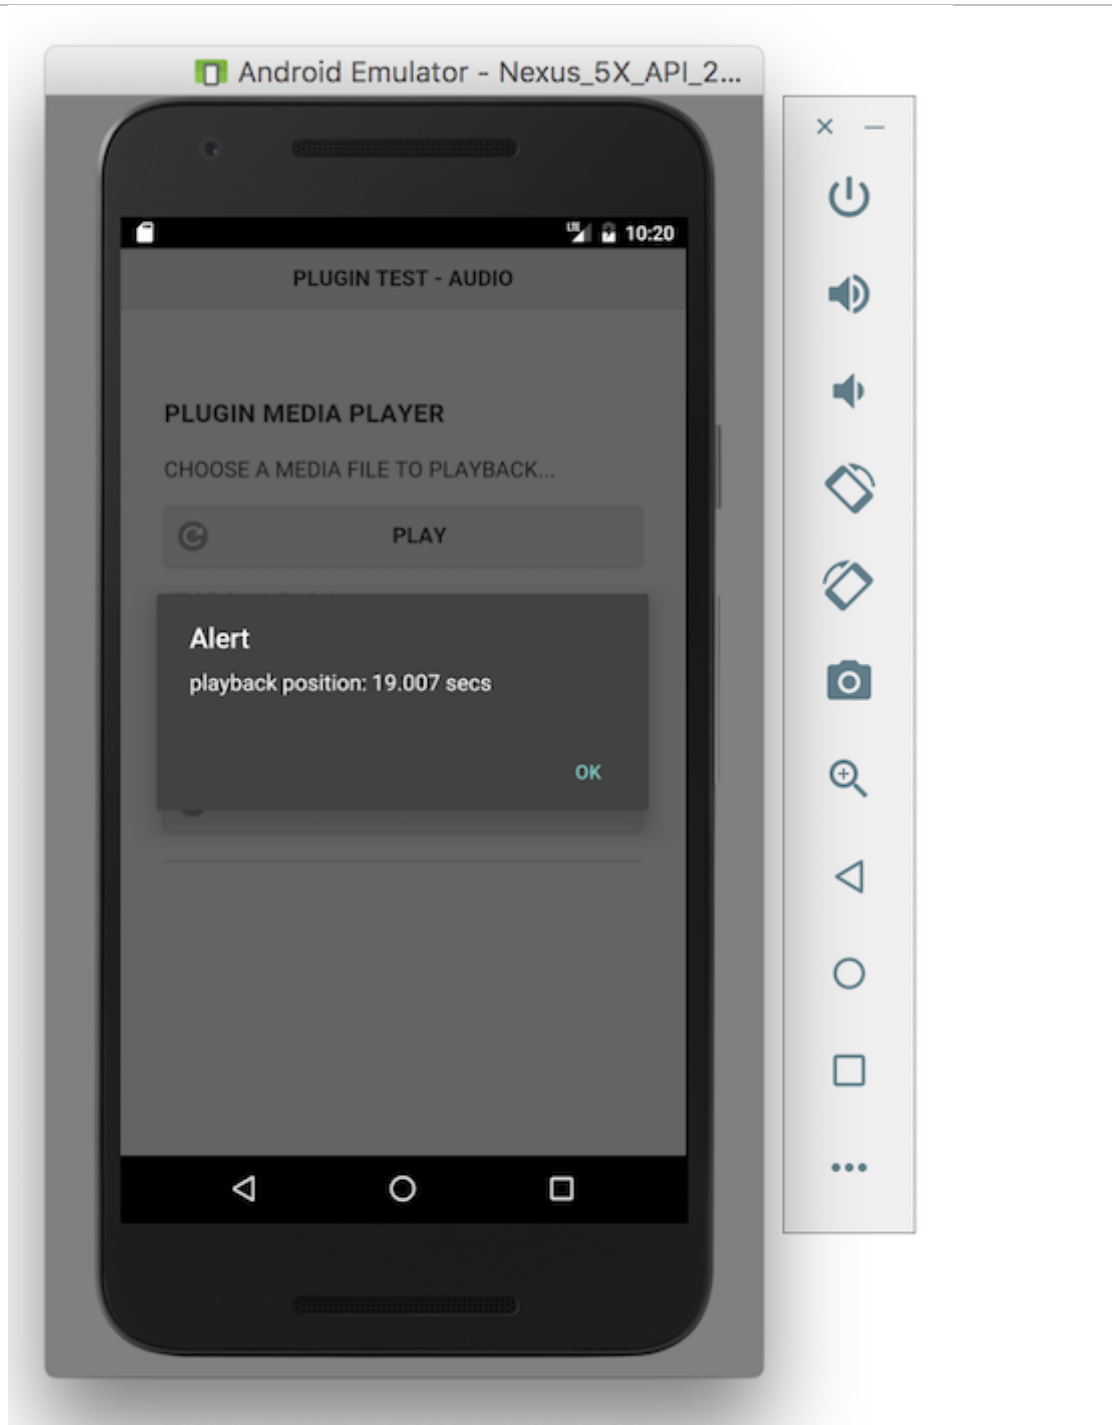 Android Emulator - Nexus_5X_API_2...
LTE 10:20
PLUGIN TEST - AUDIO
PLUGIN MEDIA PLAYER
CHOOSE A MEDIA FILE TO PLAYBACK...
PLAY
Alert
playback position: 19.007 secs
OK